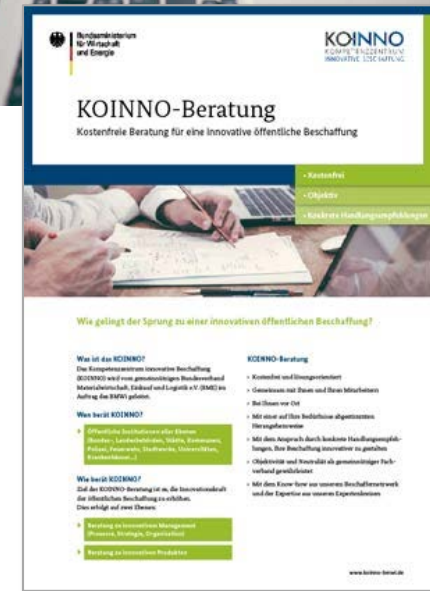 Bundesministerium
für Wirtschaft
und Energie
KOINNO
KOMPETENZZENTRUM
INNOVATIVE BESCHAFFUNG
KOINNO-Beratung
Kostenfreie Beratung für eine innovative öffentliche Beschaffung
• Kostenfrei
• Objektiv
• Konkrete Handlungsempfehlungen
Wie gelingt der Sprung zu einer innovativen öffentlichen Beschaffung?
Was ist das KOINNO?
Das Kompetenzzentrum innovative Beschaffung
(KOINNO) wird vom gemeinnützigen Bundesverband
Materialwirtschaft, Einkauf und Logistik e.V. (BME) im
Auftrag des BMWi geleitet.
Wen berät KOINNO?
Öffentliche Institutionen aller Ebenen
(Bundes-, Landesbehörden, Städte, Kommunen,
Polizei, Feuerwehr, Stadtwerke, Universitäten,
Krankenhäuser...)
Wie berät KOINNO?
Ziel der KOINNO-Beratung ist es, die Innovationskraft
der öffentlichen Beschaffung zu erhöhen.
Dies erfolgt auf zwei Ebenen:
Beratung zu innovativem Management
(Prozesse, Strategie, Organisation)
Beratung zu innovativen Produkten
KOINNO-Beratung
› Kostenfrei und lösungsorientiert
› Gemeinsam mit Ihnen und Ihren Mitarbeitern
› Bei Ihnen vor Ort
› Mit einer auf Ihre Bedürfnisse abgestimmten
Herangehensweise
› Mit dem Anspruch durch konkrete Handlungsempfeh-
lungen, Ihre Beschaffung innovativer zu gestalten
› Objektivität und Neutralität als gemeinnütziger Fach-
verband gewährleistet
› Mit dem Know-how aus unserem Beschaffernetzwerk
und der Expertise aus unseren Expertenkreisen
www.koinno-bmwi.de